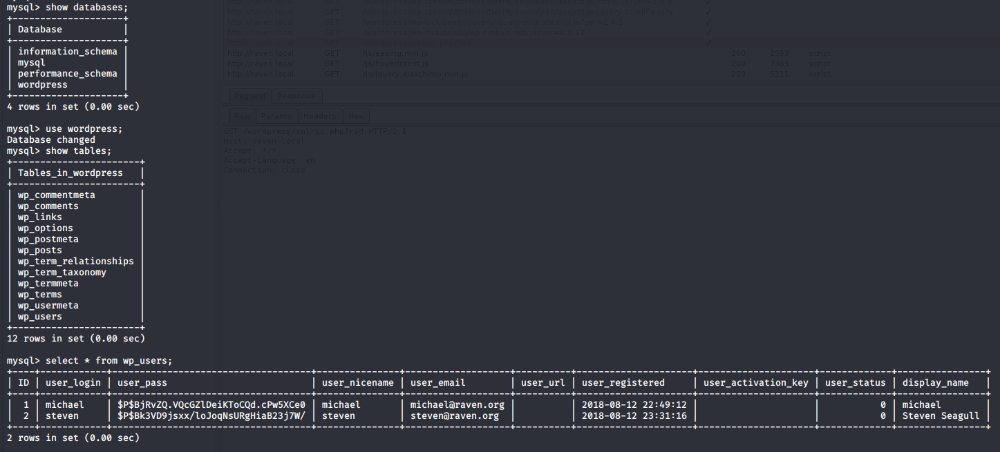 mysql> show databases;
+--------------------+
| Database           |
+--------------------+
| information_schema |
| mysql              |
| performance_schema |
| wordpress          |
+--------------------+
4 rows in set (0.00 sec)
mysql> use wordpress;
Database changed
mysql> show tables;
+-----------------------+
| Tables_in_wordpress   |
+-----------------------+
| wp_commentmeta        |
| wp_comments           |
| wp_links              |
| wp_options            |
| wp_postmeta           |
| wp_posts              |
| wp_term_relationships |
| wp_term_taxonomy      |
| wp_termmeta           |
| wp_terms              |
| wp_usermeta           |
| wp_users              |
+-----------------------+
12 rows in set (0.00 sec)
mysql> select * from wp_users;
+----+------------+------------------------------------+---------------+-------------------+----------+---------------------+---------------------+-------------+----------------+
| ID | user_login | user_pass                          | user_nicename | user_email        | user_url | user_registered     | user_activation_key | user_status | display_name   |
+----+------------+------------------------------------+---------------+-------------------+----------+---------------------+---------------------+-------------+----------------+
|  1 | michael    | $P$BjRvZQ.VQcGZlDeiKToCQd.cPw5XCe0 | michael       | michael@raven.org |          | 2018-08-12 22:49:12 |                     |           0 | michael        |
|  2 | steven     | $P$Bk3VD9jsxx/loJoqNsURgHiaB23j7W/ | steven        | steven@raven.org  |          | 2018-08-12 23:31:16 |                     |           0 | Steven Seagull |
+----+------------+------------------------------------+---------------+-------------------+----------+---------------------+---------------------+-------------+----------------+
2 rows in set (0.00 sec)
http://raven.local GET /js/easing.min.js 200 2593 script
http://raven.local GET /js/hoverIntent.js 200 7369 script
http://raven.local GET /js/jquery.ajaxchimp.min.js 200 5111 script
Request Response
Raw Params Headers Hex
GET /wordpress/xmlrpc.php?rsd HTTP/1.1
Host: raven.local
Accept: */*
Accept-Language: en
Connection: close